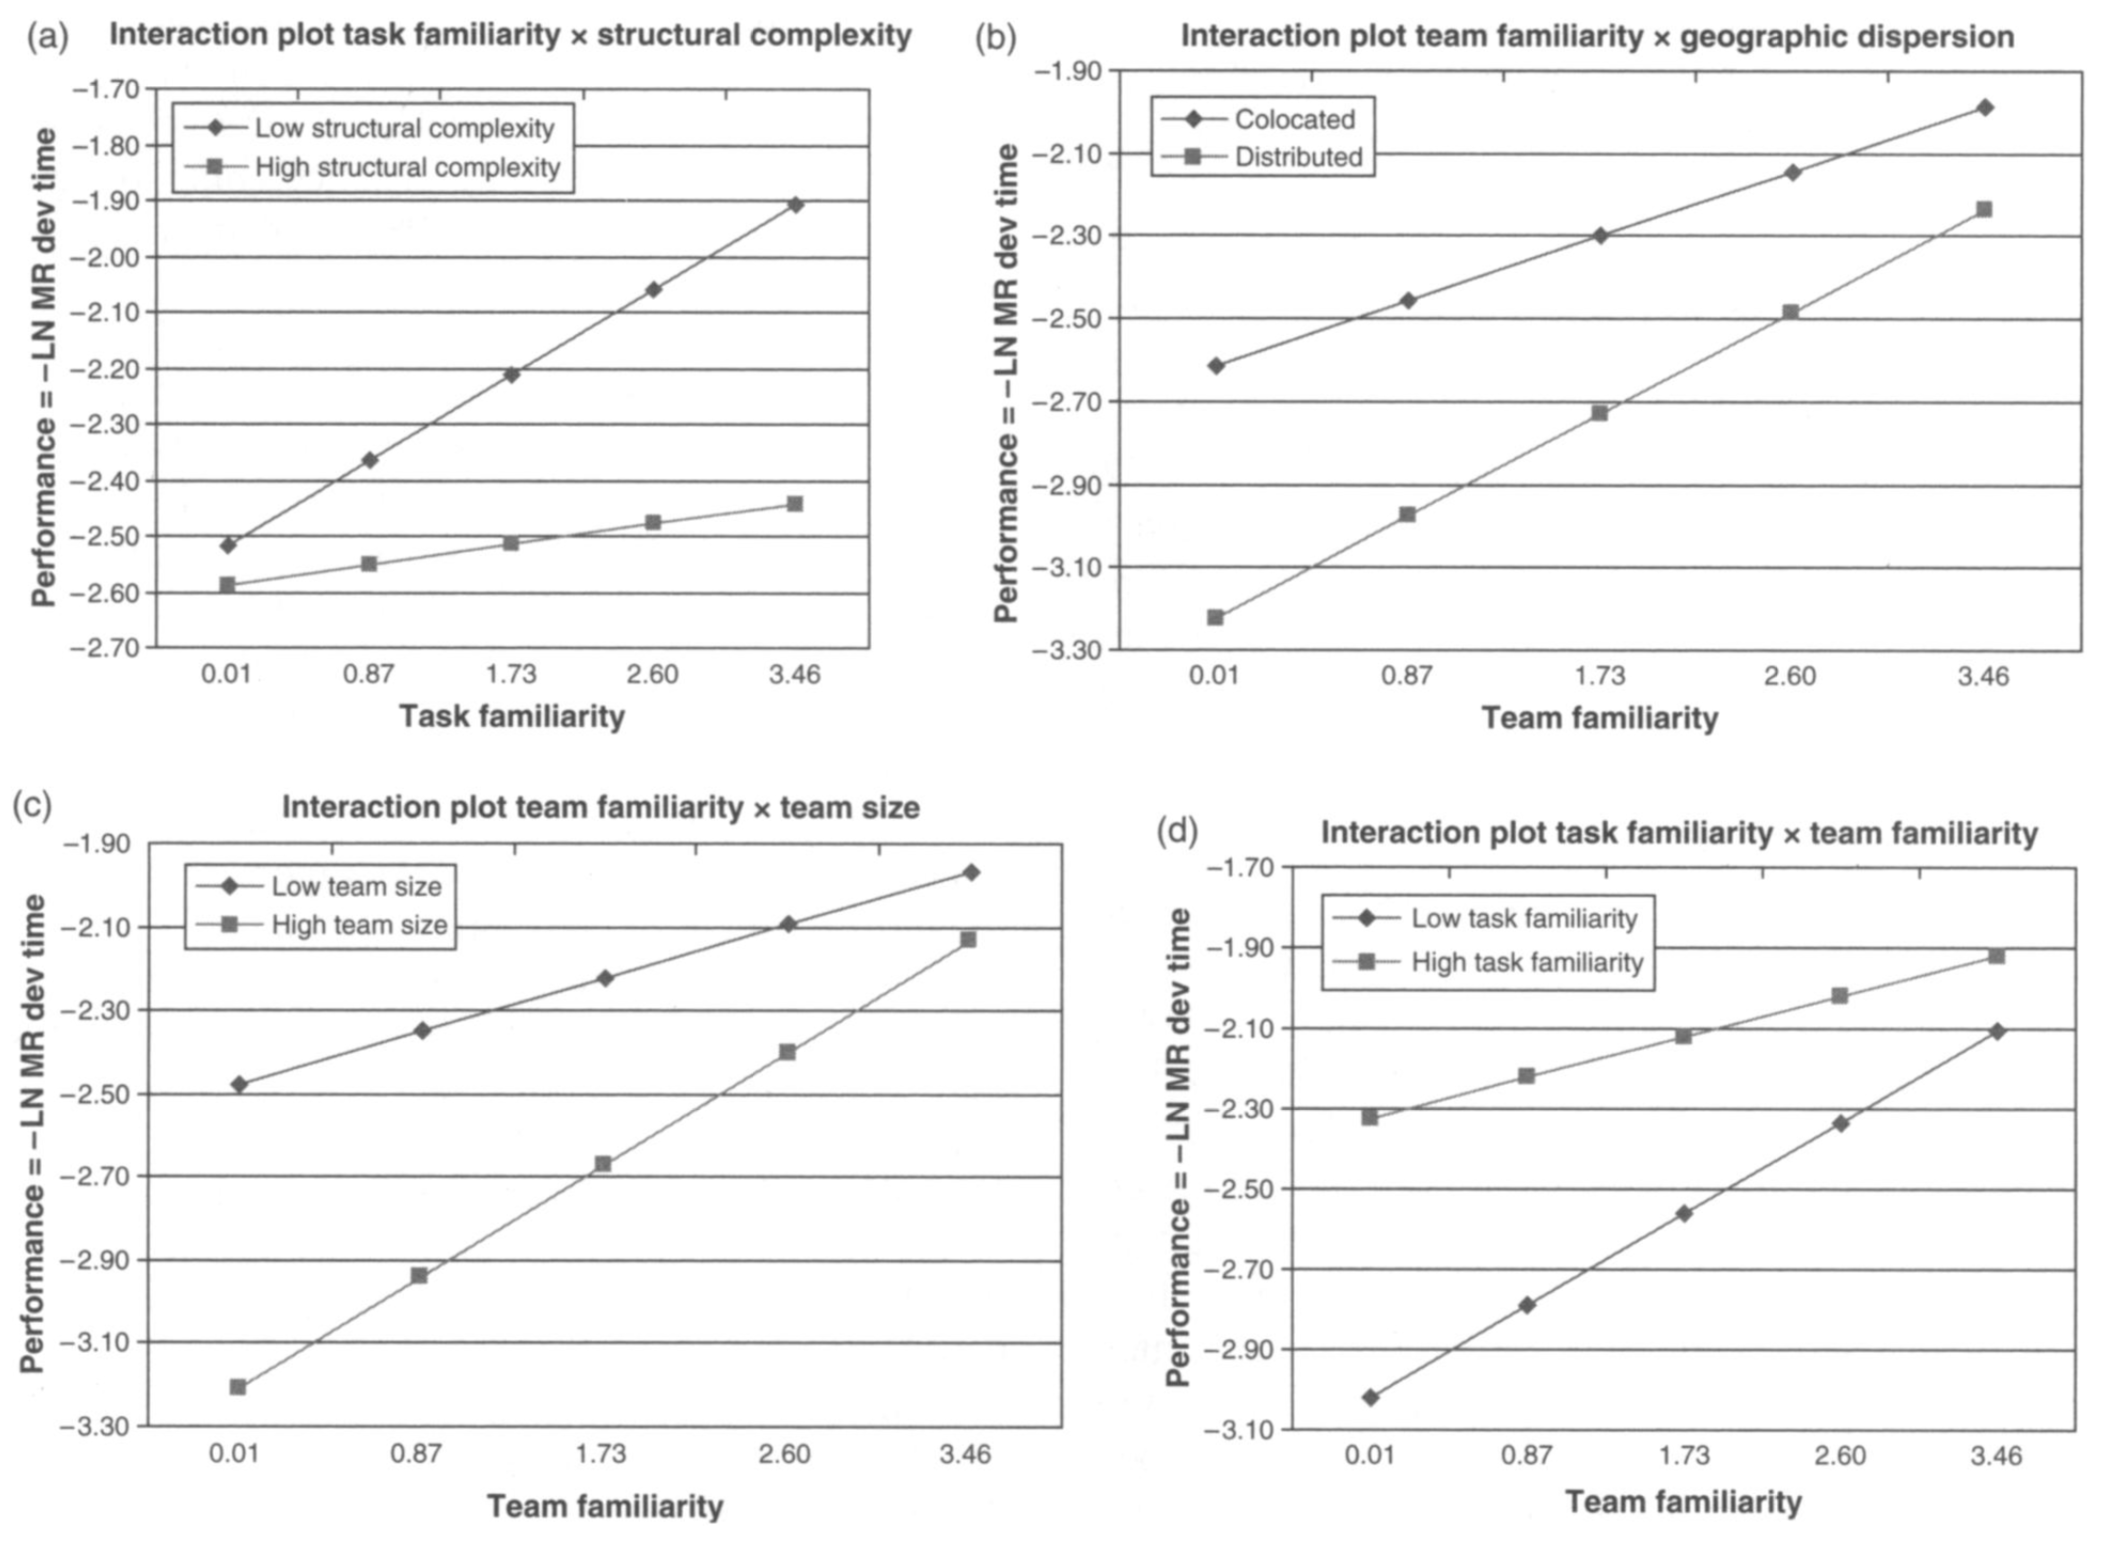 (a)
Interaction plot task familiarity × structural complexity
−1.70
−1.80
−1.90
−2.00
−2.10
−2.20
−2.30
−2.40
−2.50
−2.60
−2.70
Performance = −LN MR dev time
Low structural complexity
High structural complexity
0.01 0.87 1.73 2.60 3.46
Task familiarity
(b)
Interaction plot team familiarity × geographic dispersion
−1.90
−2.10
−2.30
−2.50
−2.70
−2.90
−3.10
−3.30
Performance = −LN MR dev time
Colocated
Distributed
0.01 0.87 1.73 2.60 3.46
Team familiarity
(c)
Interaction plot team familiarity × team size
−1.90
−2.10
−2.30
−2.50
−2.70
−2.90
−3.10
−3.30
Performance = −LN MR dev time
Low team size
High team size
0.01 0.87 1.73 2.60 3.46
Team familiarity
(d)
Interaction plot task familiarity × team familiarity
−1.70
−1.90
−2.10
−2.30
−2.50
−2.70
−2.90
−3.10
Performance = −LN MR dev time
Low task familiarity
High task familiarity
0.01 0.87 1.73 2.60 3.46
Team familiarity